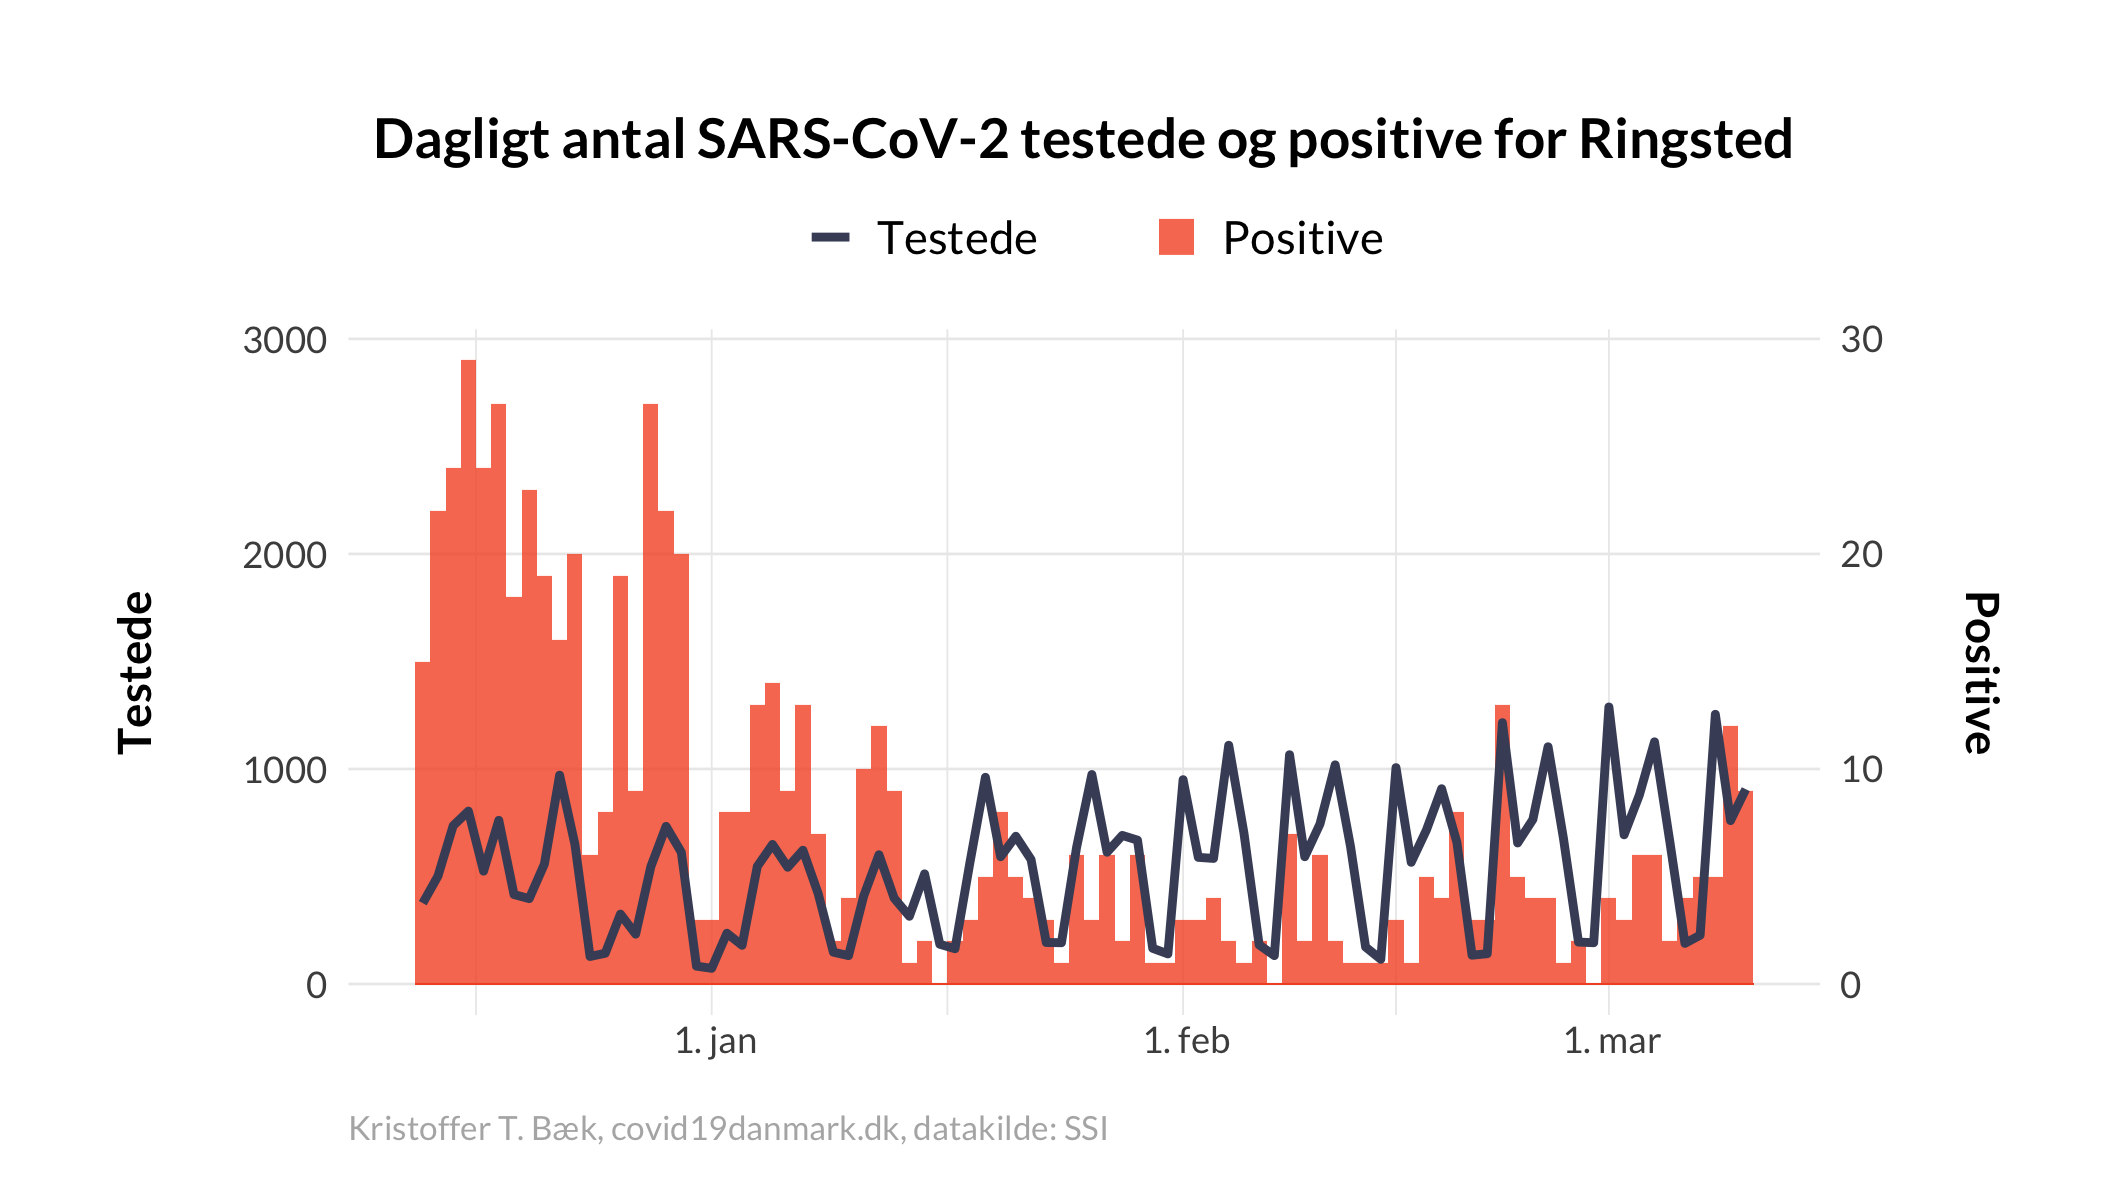 Dagligt antal SARS-CoV-2 testede og positive for Ringsted
Testede
Positive
3000
2000
1000
0
30
20
10
0
Testede
Positive
1. jan
1. feb
1. mar
Kristoffer T. Bæk, covid19danmark.dk, datakilde: SSI